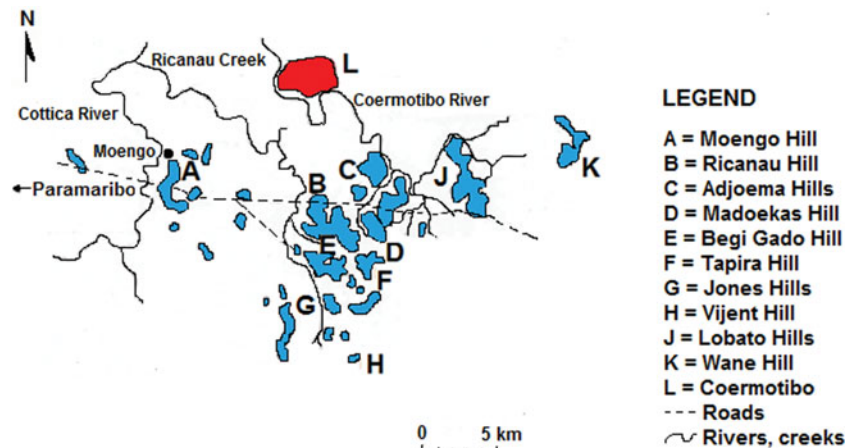 N
Ricanau Creek
L
Cottica River
Coermotibo River
Moengo
A
C
J
K
Paramaribo
B
D
E
F
G
H
0 5 km
LEGEND
A = Moengo Hill
B = Ricanau Hill
C = Adjoema Hills
D = Madoekas Hill
E = Begi Gado Hill
F = Tapira Hill
G = Jones Hills
H = Vijent Hill
J = Lobato Hills
K = Wane Hill
L = Coermotibo
--- Roads
Rivers, creeks